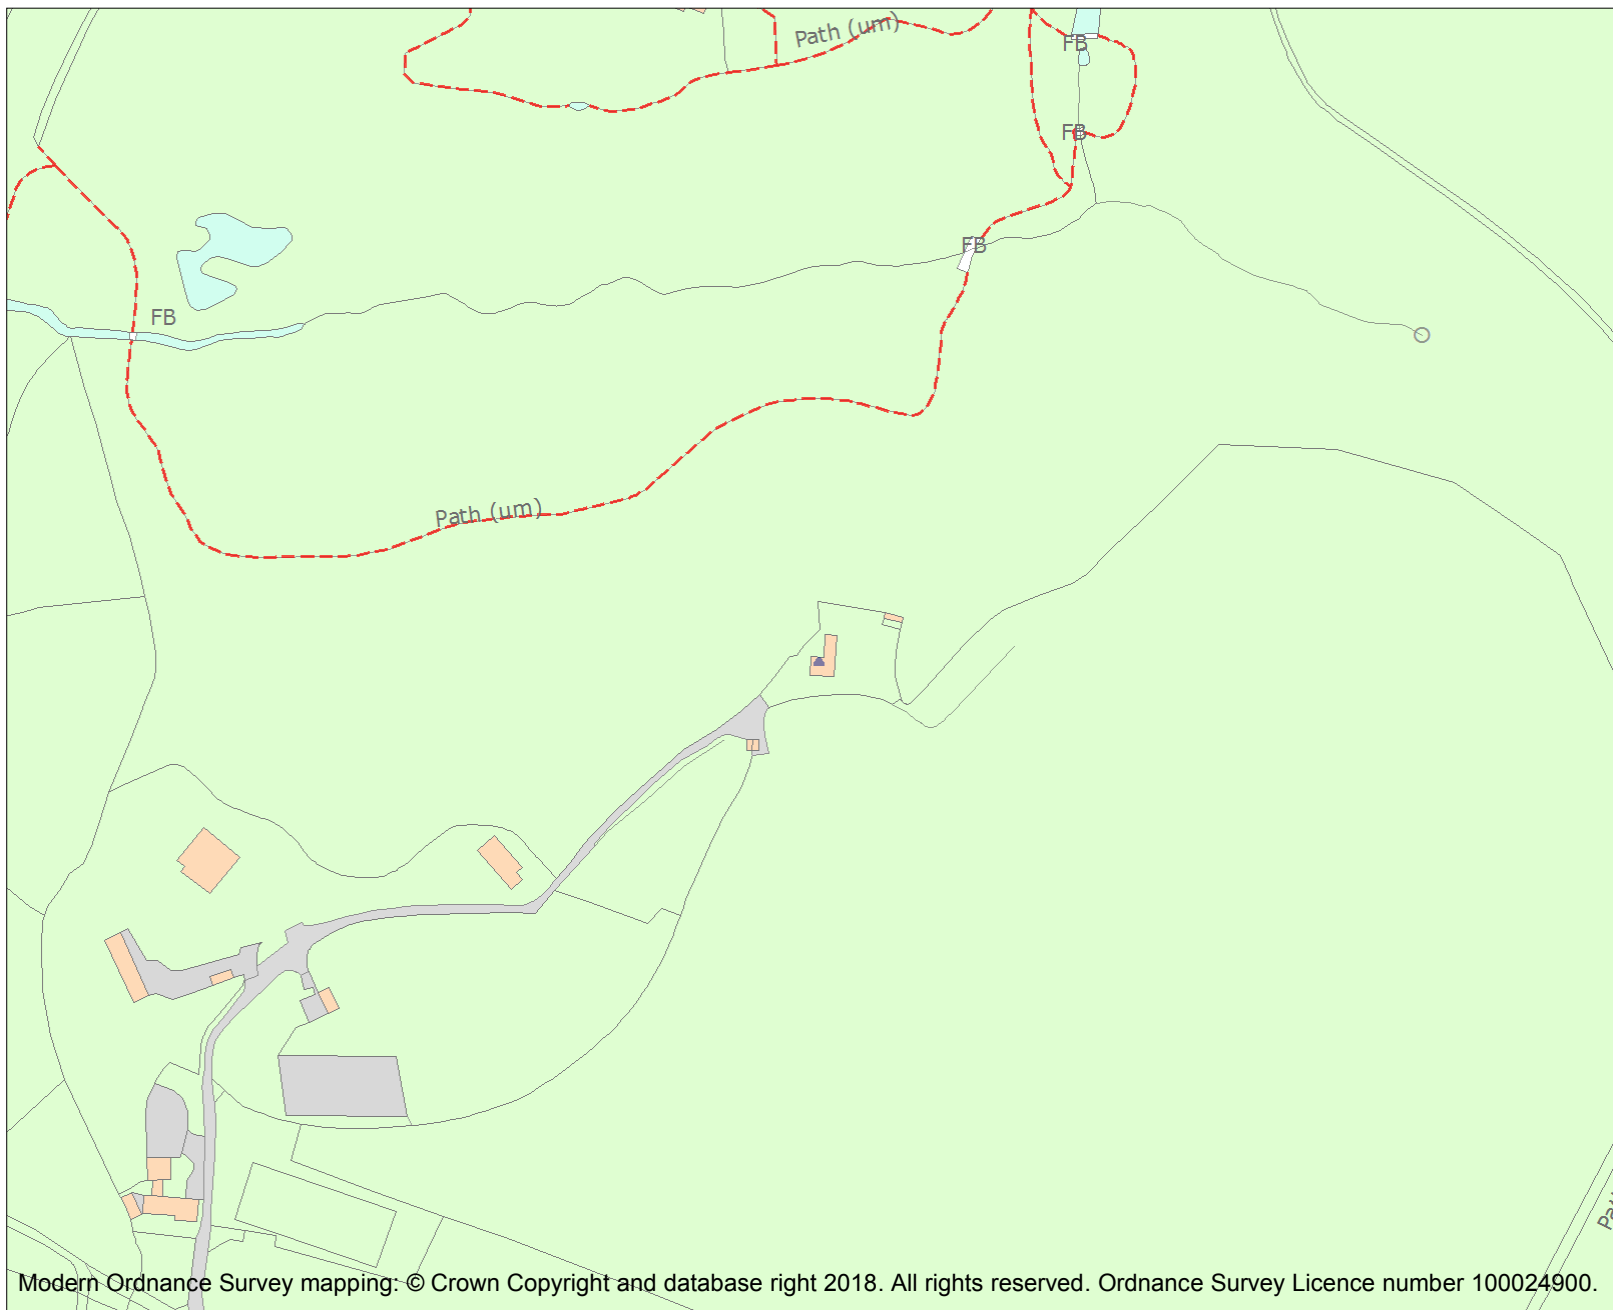 Path (um)
FB
FB
FB
FB
Path (um)
Modern Ordnance Survey mapping: © Crown Copyright and database right 2018. All rights reserved. Ordnance Survey Licence number 100024900.